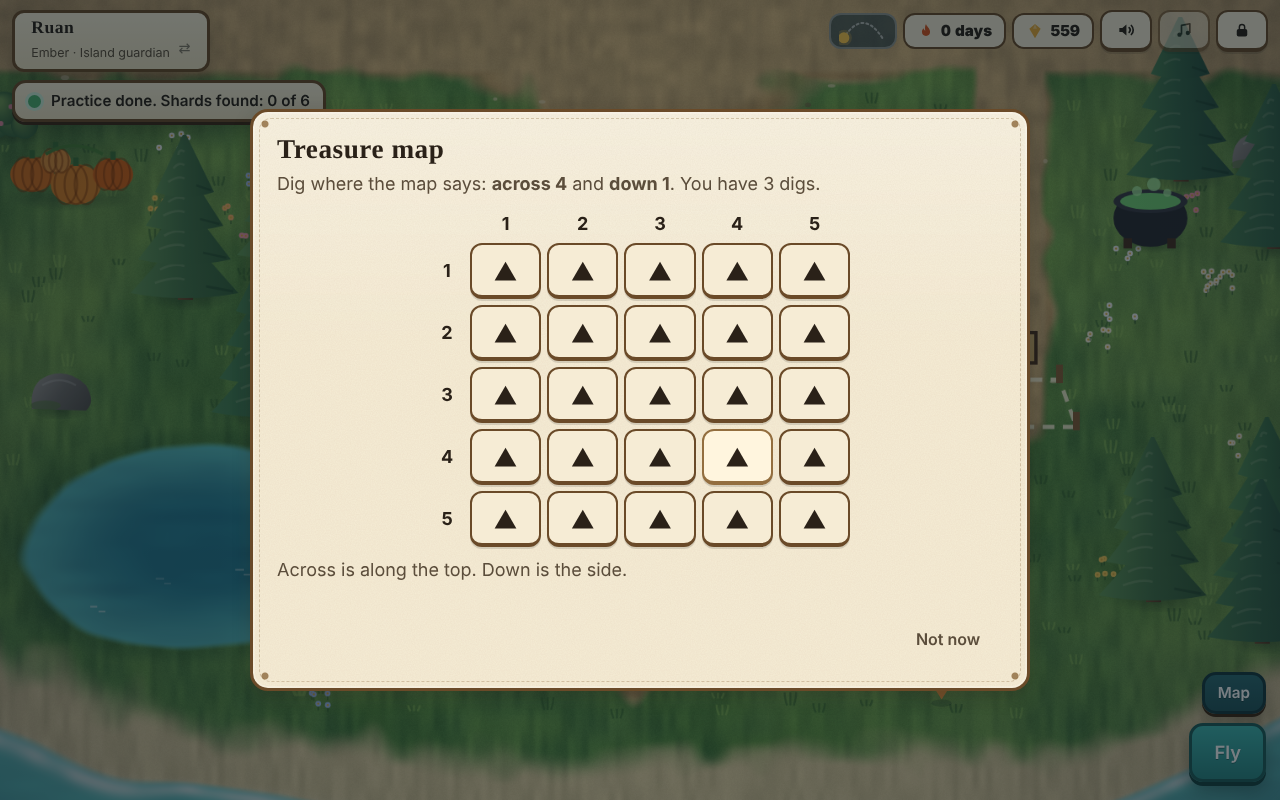 Ruan
Ember · Island guardian
0 days
559
Practice done. Shards found: 0 of 6
Treasure map
Dig where the map says: across 4 and down 1. You have 3 digs.
1 2 3 4 5
1
2
3
4
5
Across is along the top. Down is the side.
Not now
Map
Fly